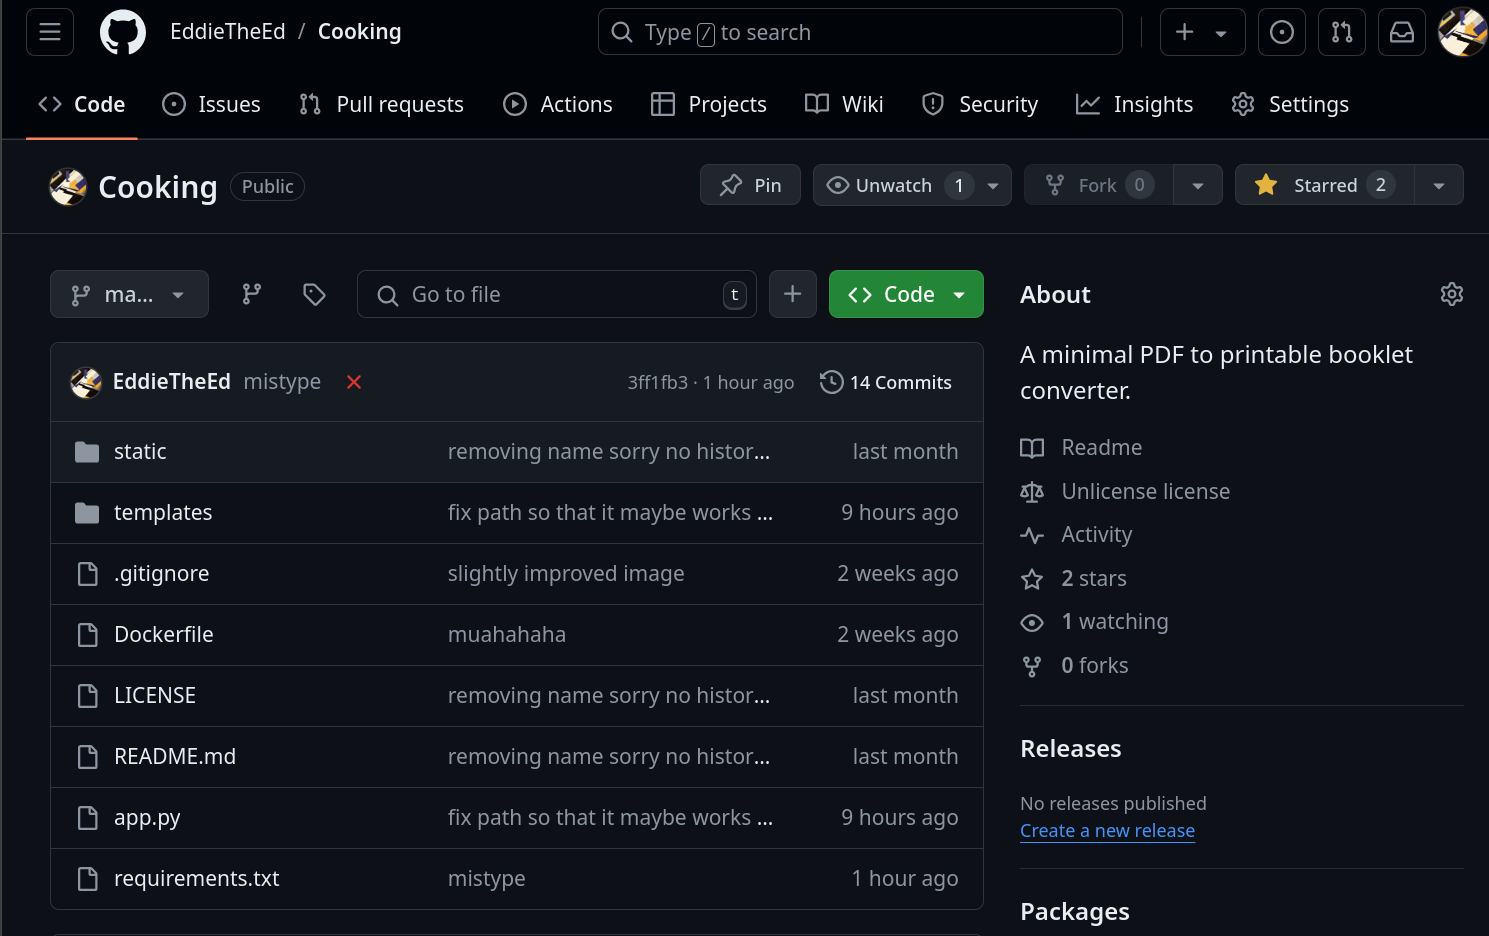 EddieTheEd / Cooking
Type / to search
Code Issues Pull requests Actions Projects Wiki Security Insights Settings
Cooking Public Pin Unwatch 1 Fork 0 Starred 2
ma... Go to file t Code
EddieTheEd mistype 3ff1fb3 · 1 hour ago 14 Commits
static removing name sorry no histor... last month
templates fix path so that it maybe works ... 9 hours ago
.gitignore slightly improved image 2 weeks ago
Dockerfile muahahaha 2 weeks ago
LICENSE removing name sorry no histor... last month
README.md removing name sorry no histor... last month
app.py fix path so that it maybe works ... 9 hours ago
requirements.txt mistype 1 hour ago
About
A minimal PDF to printable booklet
converter.
Readme
Unlicense license
Activity
2 stars
1 watching
0 forks
Releases
No releases published
Create a new release
Packages